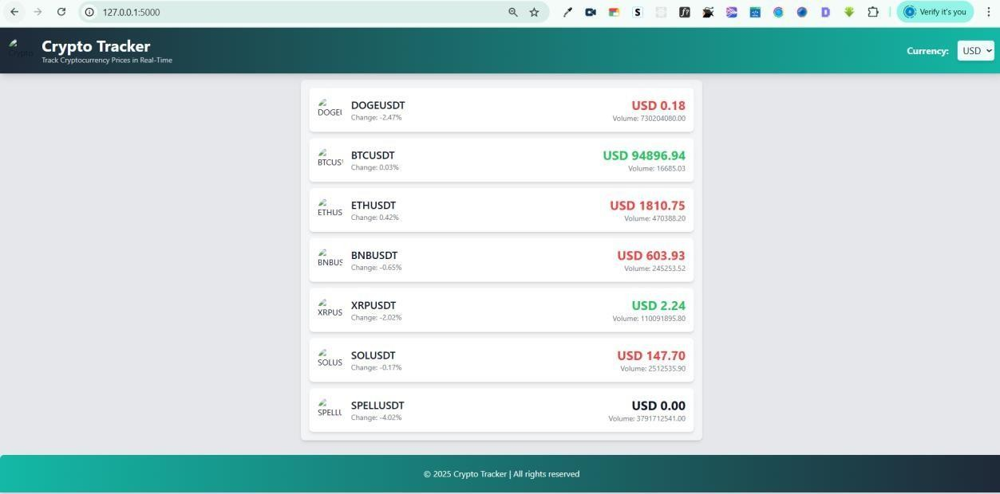 127.0.0.1:5000
Verify it's you
Crypto
Crypto Tracker
Track Cryptocurrency Prices in Real-Time
Currency:
USD
DOGEU
DOGEUSDT
Change: -2.47%
USD 0.18
Volume: 730204080.00
BTCUS
BTCUSDT
Change: 0.03%
USD 94896.94
Volume: 16685.03
ETHUS
ETHUSDT
Change: 0.42%
USD 1810.75
Volume: 470388.20
BNBUS
BNBUSDT
Change: -0.65%
USD 603.93
Volume: 245253.52
XRPUS
XRPUSDT
Change: -2.02%
USD 2.24
Volume: 110091895.80
SOLUS
SOLUSDT
Change: -0.17%
USD 147.70
Volume: 2512535.90
SPELLU
SPELLUSDT
Change: -4.02%
USD 0.00
Volume: 3791712541.00
© 2025 Crypto Tracker | All rights reserved